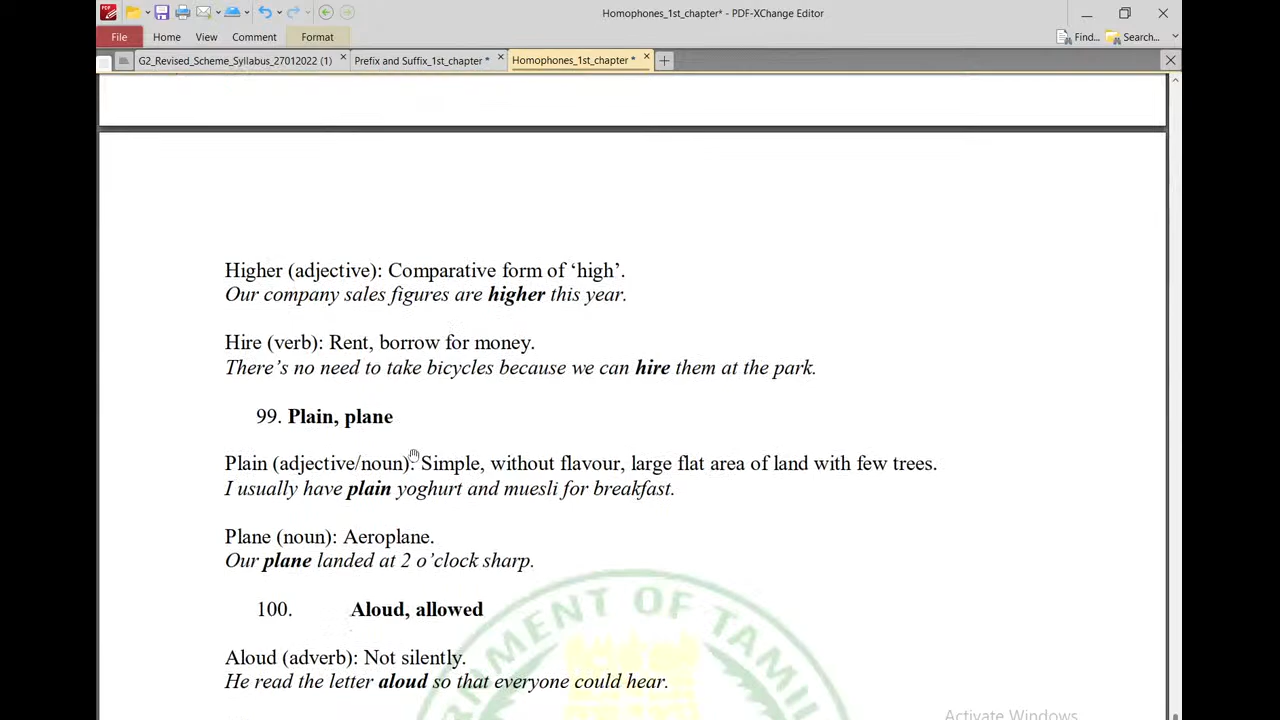 Homophones_1st_chapter* - PDF-XChange Editor
File Home View Comment Format Find... Search...
G2_Revised_Scheme_Syllabus_27012022 (1) Prefix and Suffix_1st_chapter * Homophones_1st_chapter *
Higher (adjective): Comparative form of ‘high’.
Our company sales figures are higher this year.
Hire (verb): Rent, borrow for money.
There’s no need to take bicycles because we can hire them at the park.
99. Plain, plane
Plain (adjective/noun): Simple, without flavour, large flat area of land with few trees.
I usually have plain yoghurt and muesli for breakfast.
Plane (noun): Aeroplane.
Our plane landed at 2 o’clock sharp.
100. Aloud, allowed
Aloud (adverb): Not silently.
He read the letter aloud so that everyone could hear.
RNMENT OF TAMIL
Activate Windows